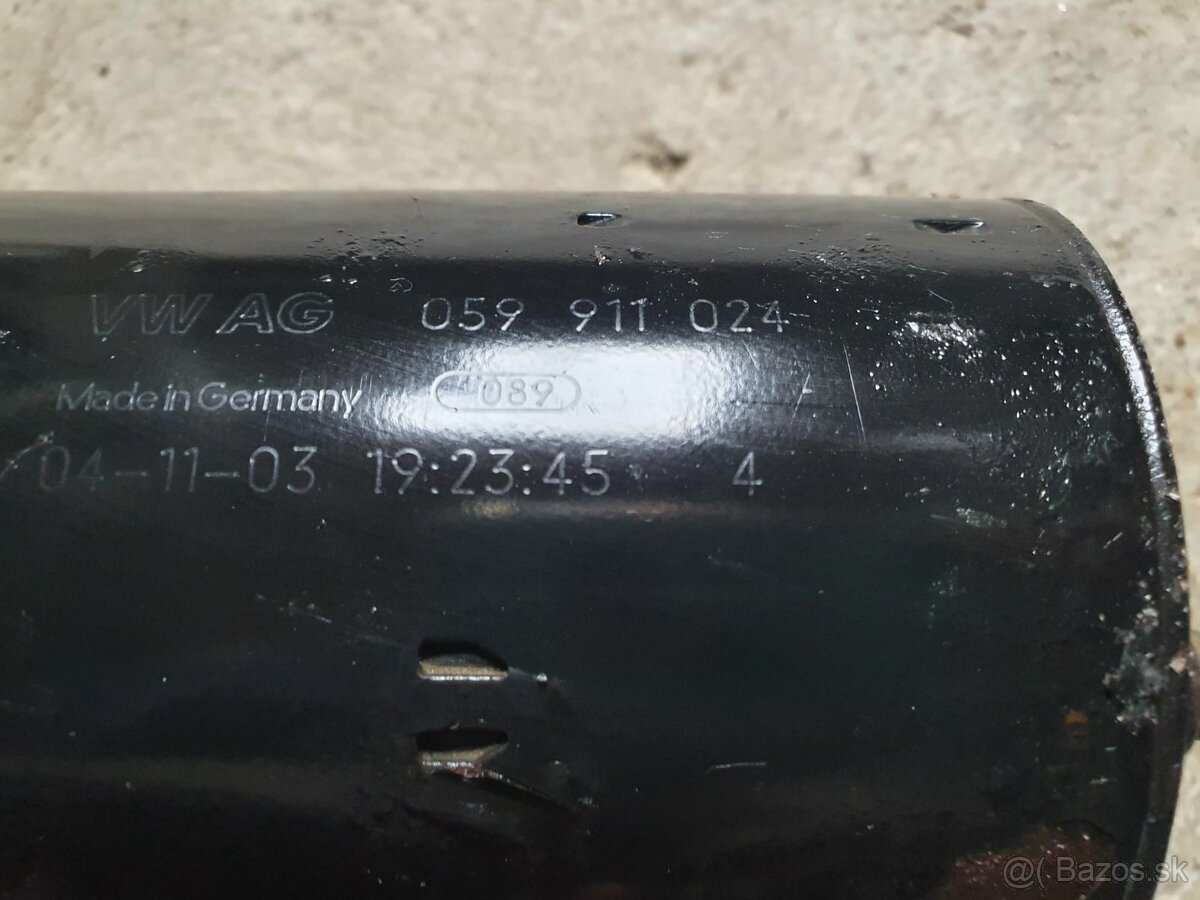 VW AG 059 911 024
Made in Germany 089
04-11-03 19:23:45 4
@( Bazos.sk